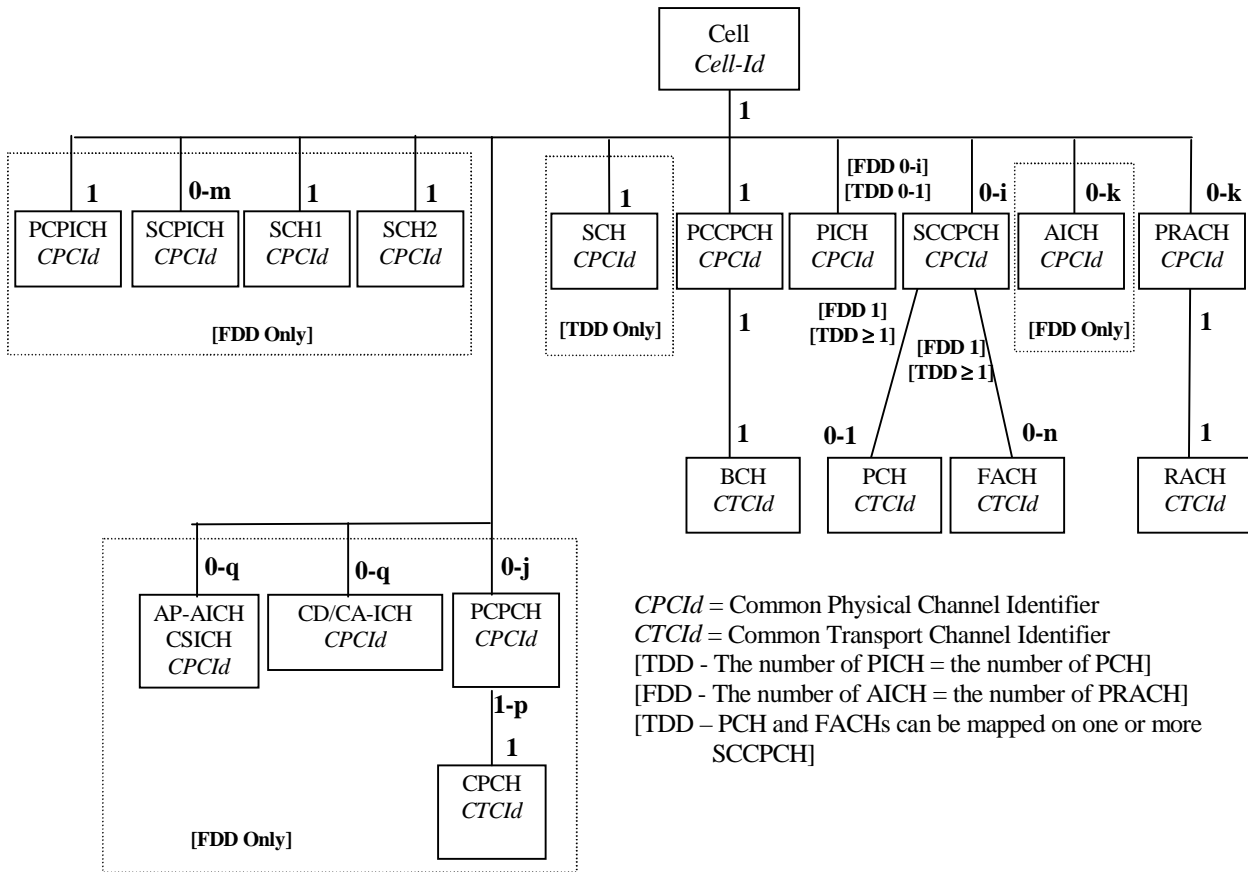 Cell
Cell-Id
1
1
0-m
1
1
1
1
[FDD 0-i]
[TDD 0-1]
0-i
0-k
0-k
PCPICH
CPCId
SCPICH
CPCId
SCH1
CPCId
SCH2
CPCId
SCH
CPCId
PCCPCH
CPCId
PICH
CPCId
SCCPCH
CPCId
AICH
CPCId
PRACH
CPCId
[FDD Only]
[TDD Only]
1
[FDD 1]
[TDD ≥ 1]
[FDD 1]
[TDD ≥ 1]
[FDD Only]
1
1
0-1
0-n
1
BCH
CTCId
PCH
CTCId
FACH
CTCId
RACH
CTCId
0-q
0-q
0-j
AP-AICH
CSICH
CPCId
CD/CA-ICH
CPCId
PCPCH
CPCId
1-p
1
CPCH
CTCId
[FDD Only]
CPCId = Common Physical Channel Identifier
CTCId = Common Transport Channel Identifier
[TDD - The number of PICH = the number of PCH]
[FDD - The number of AICH = the number of PRACH]
[TDD – PCH and FACHs can be mapped on one or more
SCCPCH]